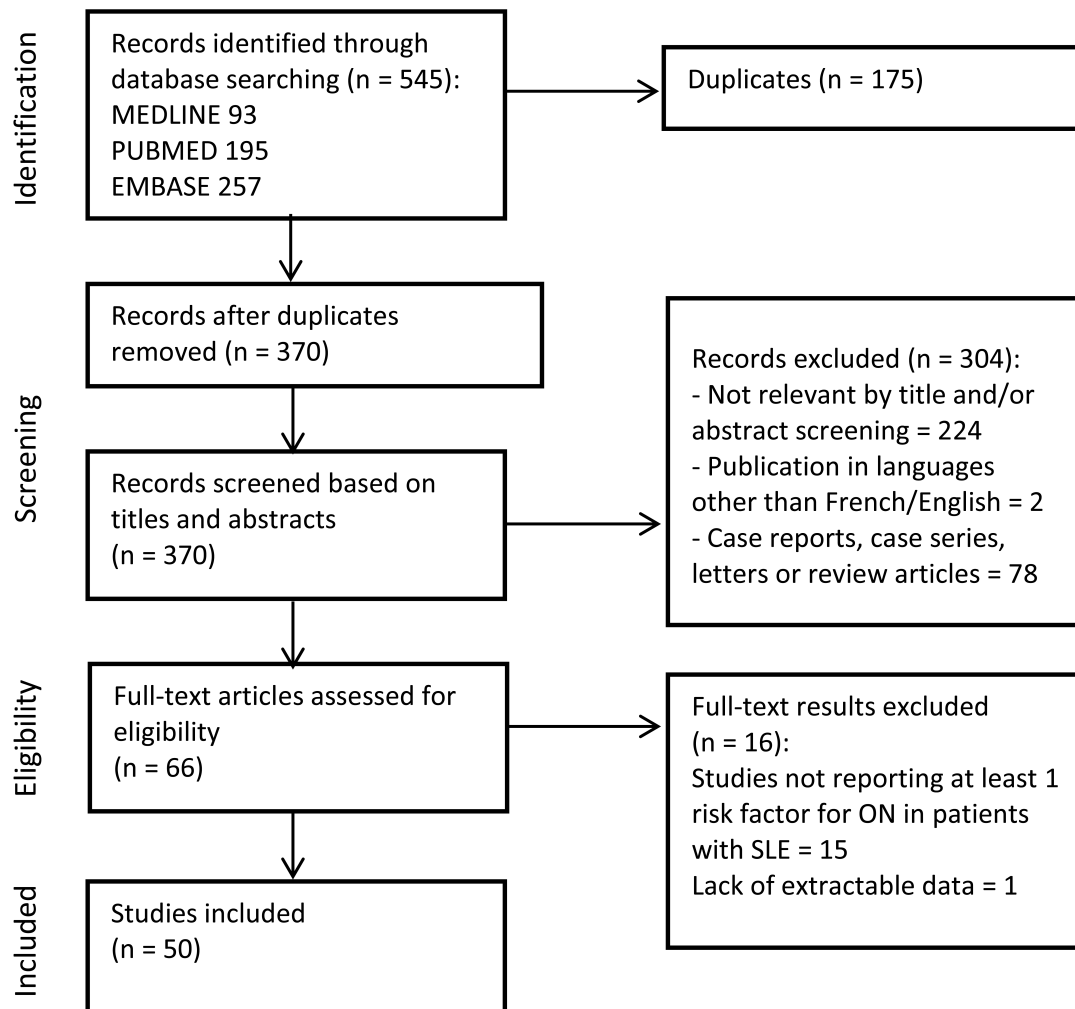 Identification
Records identified through
database searching (n = 545):
MEDLINE 93
PUBMED 195
EMBASE 257
Duplicates (n = 175)
Screening
Records after duplicates
removed (n = 370)
Records screened based on
titles and abstracts
(n = 370)
Records excluded (n = 304):
- Not relevant by title and/or
abstract screening = 224
- Publication in languages
other than French/English = 2
- Case reports, case series,
letters or review articles = 78
Eligibility
Full-text articles assessed for
eligibility
(n = 66)
Full-text results excluded
(n = 16):
Studies not reporting at least 1
risk factor for ON in patients
with SLE = 15
Lack of extractable data = 1
Included
Studies included
(n = 50)